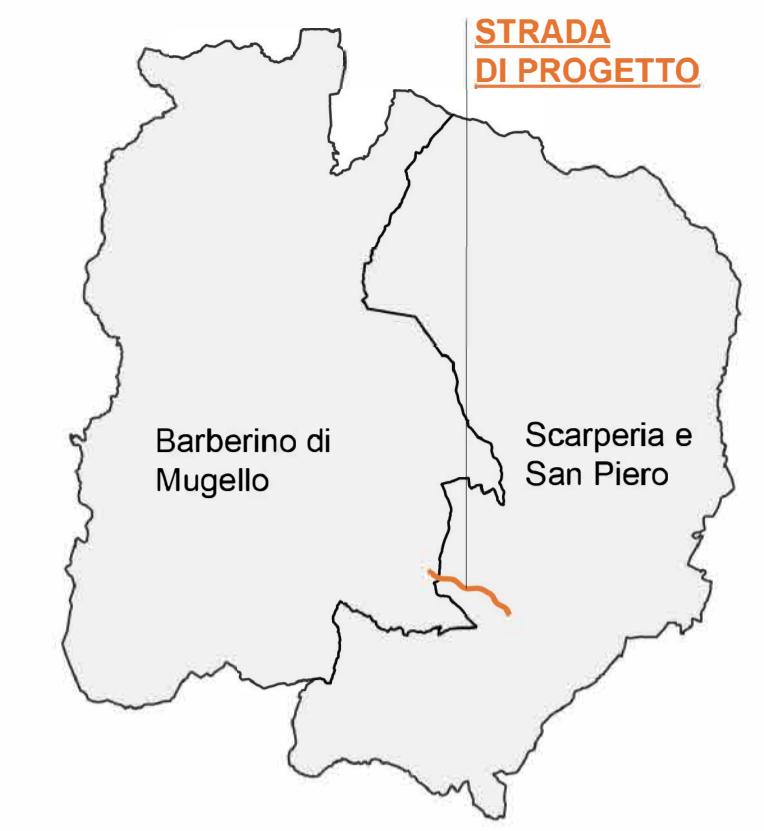 STRADA
DI PROGETTO
Barberino di
Mugello
Scarperia e
San Piero